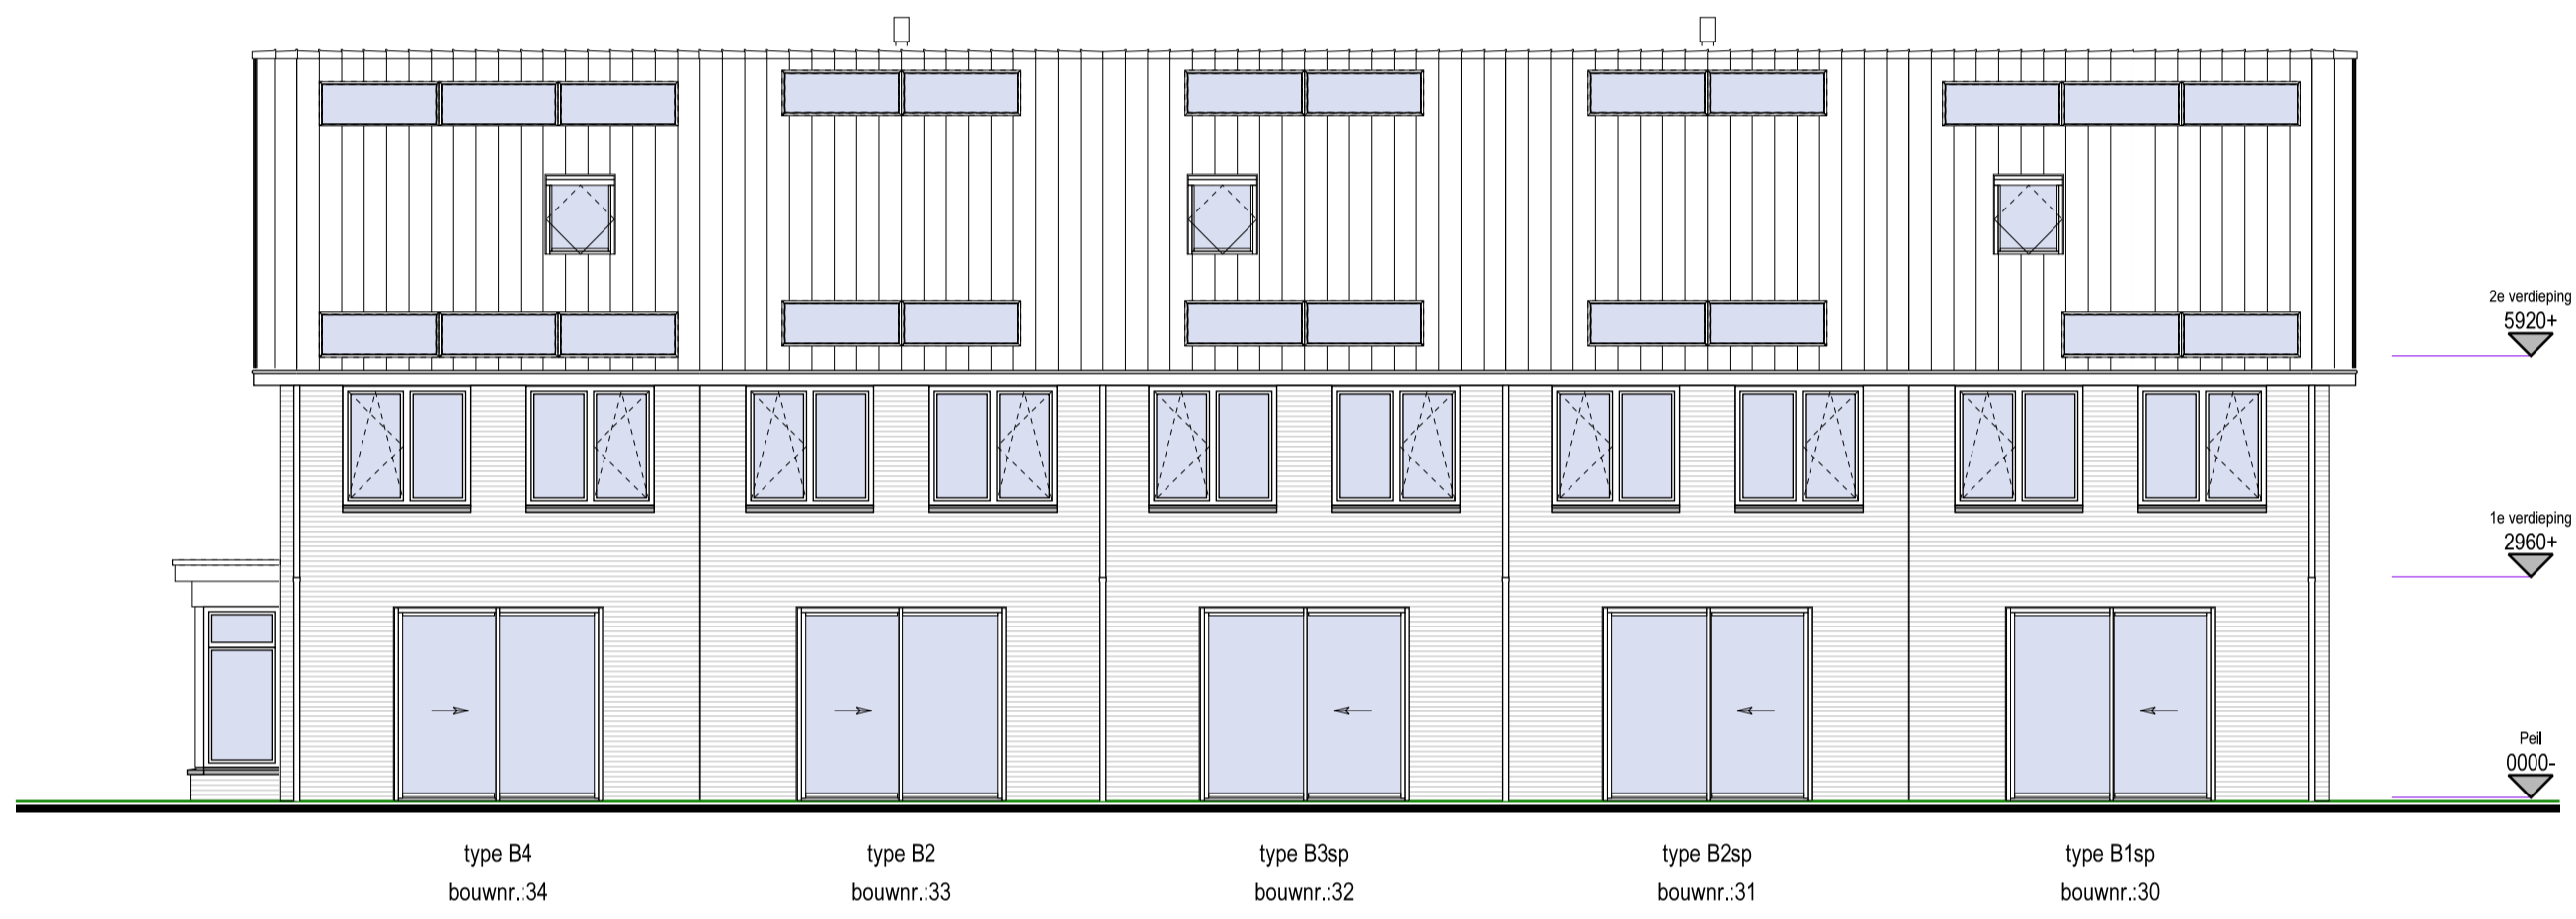 2e verdieping
5920+
1e verdieping
2960+
Peil
0000-
type B4
bouwnr.:34
type B2
bouwnr.:33
type B3sp
bouwnr.:32
type B2sp
bouwnr.:31
type B1sp
bouwnr.:30